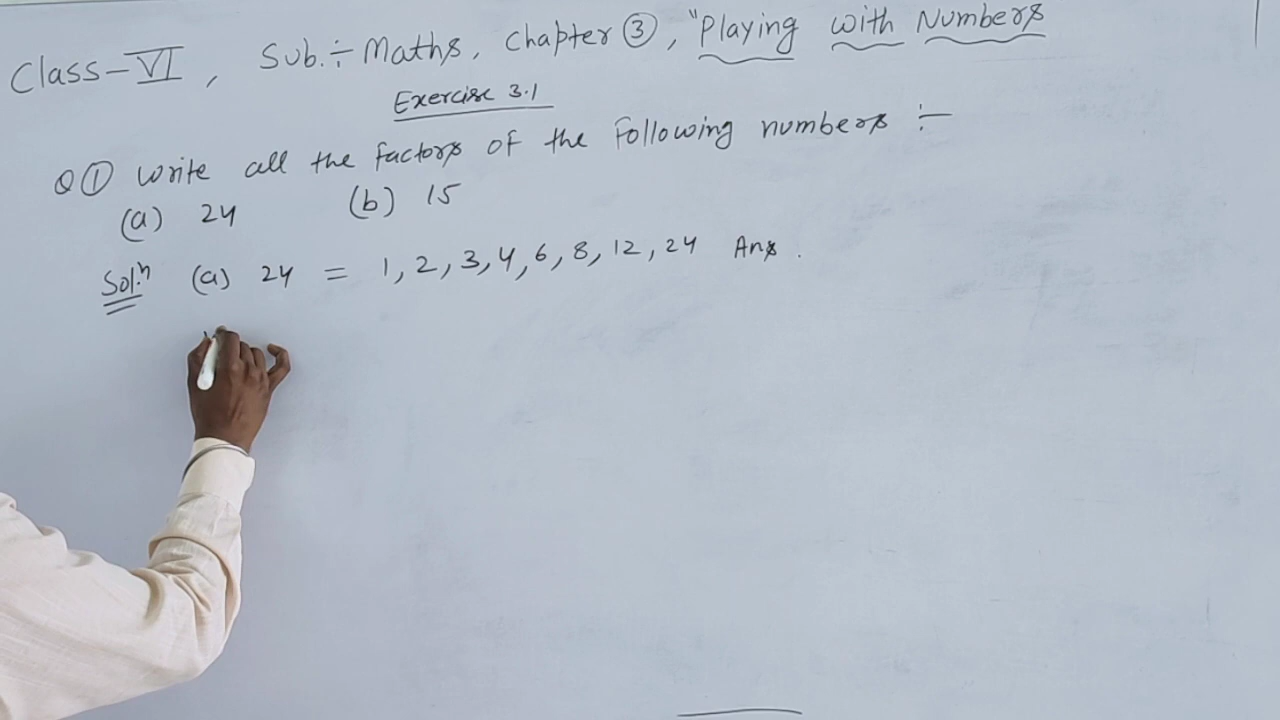 Class-VI, Sub.÷ Maths, Chapter ③, "Playing with Numbers
Exercise 3.1
Q① Write all the factors of the following numbers :-
(a) 24 (b) 15
Sol.n (a) 24 = 1, 2, 3, 4, 6, 8, 12, 24 Ans.